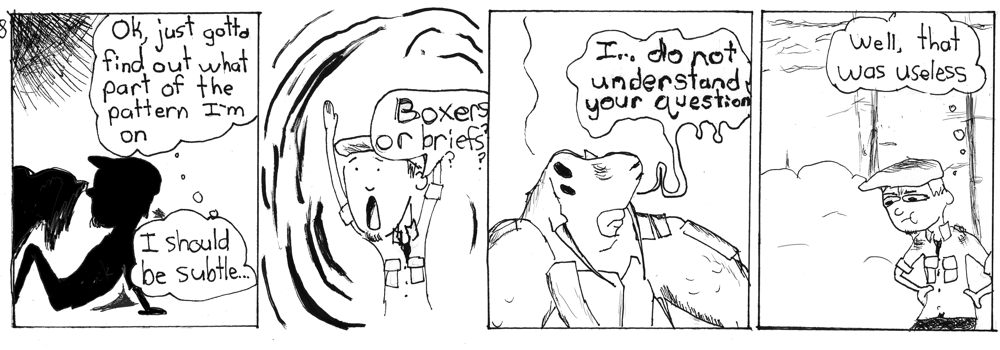 8
Ok, just gotta
find out what
part of the
pattern I'm
on
I should
be subtle...
Boxers
or briefs?
? ?
I... do not
understand
your question
Well, that
was useless